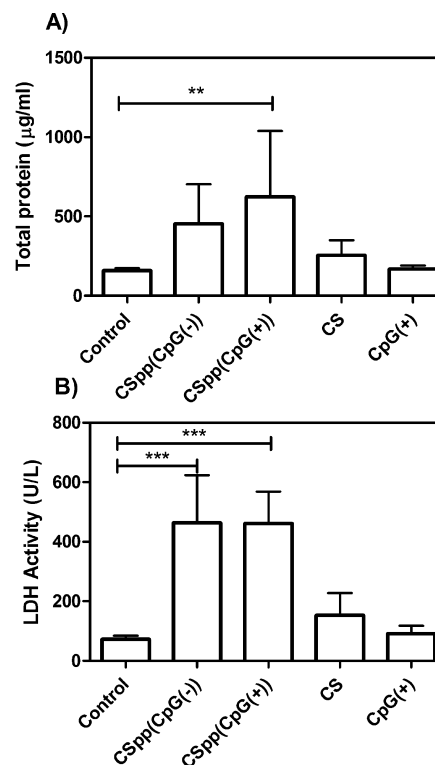 A)
Total protein (μg/ml)
1500
1000
500
0
**
Control
CSpp(CpG(-))
CSpp(CpG(+))
CS
CpG(+)
B)
LDH Activity (U/L)
800
600
400
200
0
***
***
Control
CSpp(CpG(-))
CSpp(CpG(+))
CS
CpG(+)